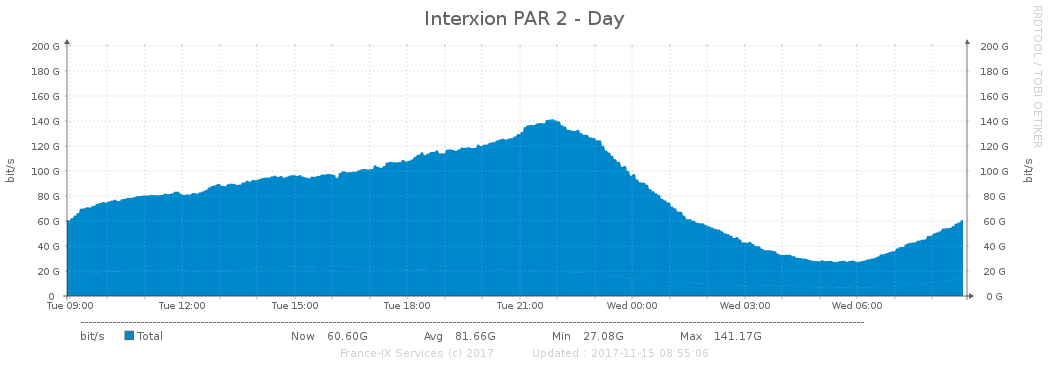 Interxion PAR 2 - Day
RRDTOOL / TOBI OETIKER
bit/s
200 G
180 G
160 G
140 G
120 G
100 G
80 G
60 G
40 G
20 G
0
200 G
180 G
160 G
140 G
120 G
100 G
80 G
60 G
40 G
20 G
0 G
bit/s
Tue 09:00 Tue 12:00 Tue 15:00 Tue 18:00 Tue 21:00 Wed 00:00 Wed 03:00 Wed 06:00
bit/s Total Now 60.60G Avg 81.66G Min 27.08G Max 141.17G
France-IX Services (c) 2017 Updated : 2017-11-15 08:55:06